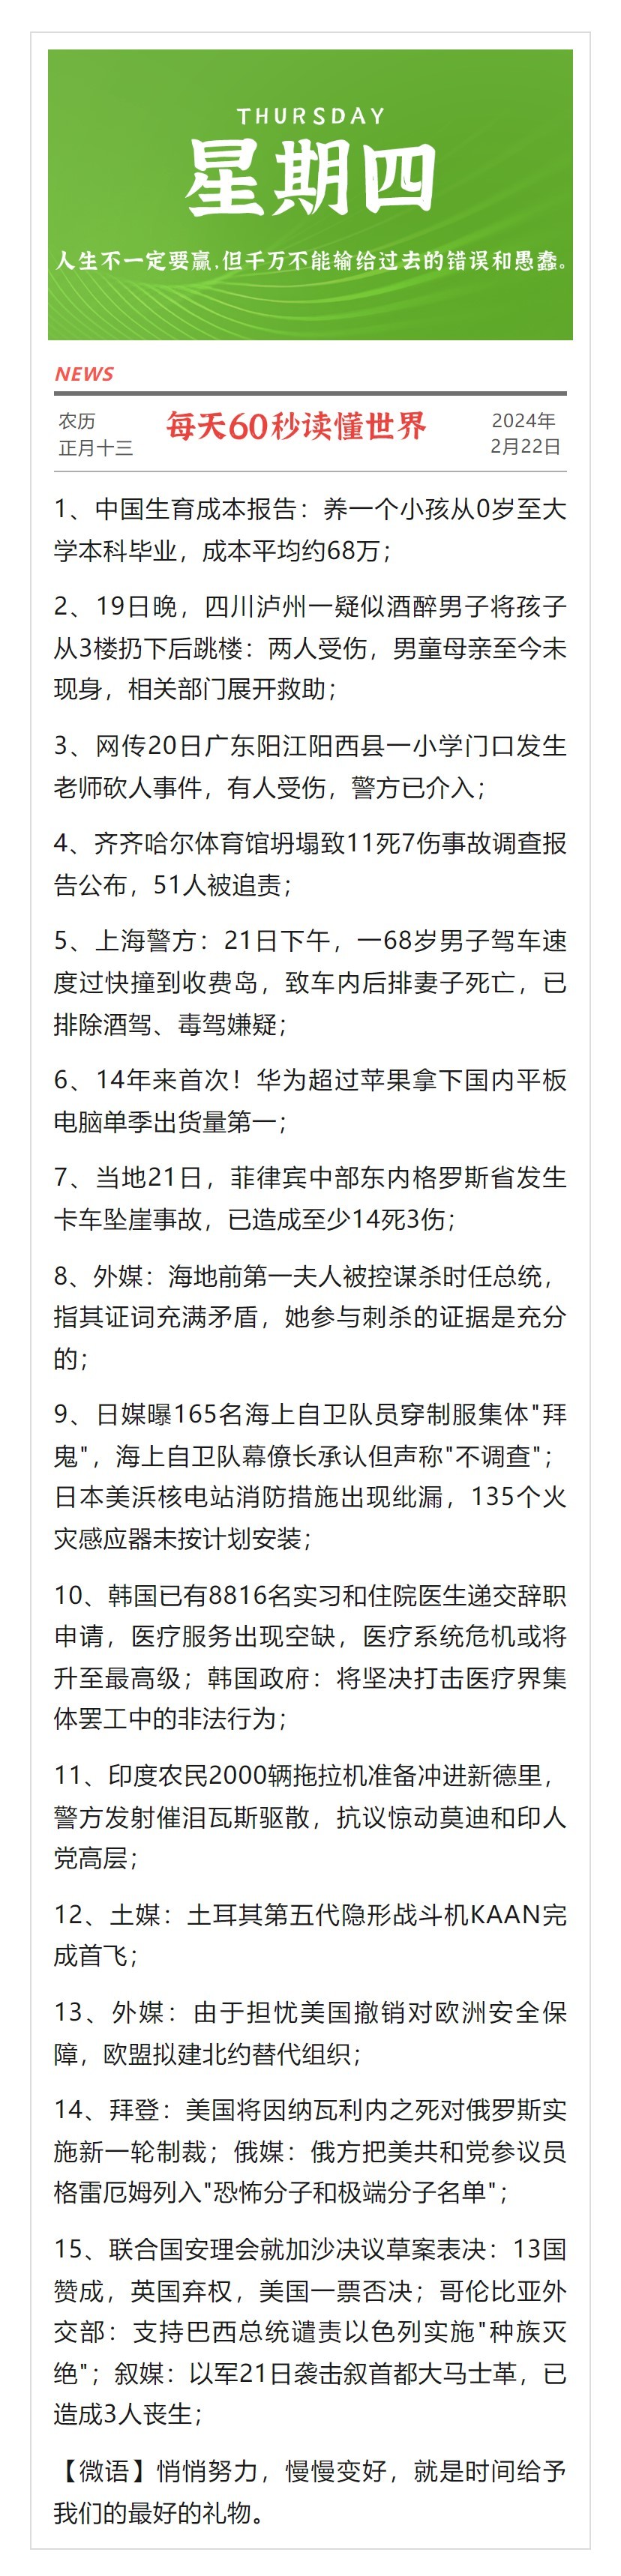 THURSDAY
星期四
人生不一定要赢,但千万不能输给过去的错误和愚蠢。
NEWS
农历
正月十三
每天60秒读懂世界
2024年
2月22日
1、中国生育成本报告：养一个小孩从0岁至大
学本科毕业，成本平均约68万；
2、19日晚，四川泸州一疑似酒醉男子将孩子
从3楼扔下后跳楼：两人受伤，男童母亲至今未
现身，相关部门展开救助；
3、网传20日广东阳江阳西县一小学门口发生
老师砍人事件，有人受伤，警方已介入；
4、齐齐哈尔体育馆坍塌致11死7伤事故调查报
告公布，51人被追责；
5、上海警方：21日下午，一68岁男子驾车速
度过快撞到收费岛，致车内后排妻子死亡，已
排除酒驾、毒驾嫌疑；
6、14年来首次！华为超过苹果拿下国内平板
电脑单季出货量第一；
7、当地21日，菲律宾中部东内格罗斯省发生
卡车坠崖事故，已造成至少14死3伤；
8、外媒：海地前第一夫人被控谋杀时任总统，
指其证词充满矛盾，她参与刺杀的证据是充分
的；
9、日媒曝165名海上自卫队员穿制服集体"拜
鬼"，海上自卫队幕僚长承认但声称"不调查"；
日本美浜核电站消防措施出现纰漏，135个火
灾感应器未按计划安装；
10、韩国已有8816名实习和住院医生递交辞职
申请，医疗服务出现空缺，医疗系统危机或将
升至最高级；韩国政府：将坚决打击医疗界集
体罢工中的非法行为；
11、印度农民2000辆拖拉机准备冲进新德里，
警方发射催泪瓦斯驱散，抗议惊动莫迪和印人
党高层；
12、土媒：土耳其第五代隐形战斗机KAAN完
成首飞；
13、外媒：由于担忧美国撤销对欧洲安全保
障，欧盟拟建北约替代组织；
14、拜登：美国将因纳瓦利内之死对俄罗斯实
施新一轮制裁；俄媒：俄方把美共和党参议员
格雷厄姆列入"恐怖分子和极端分子名单"；
15、联合国安理会就加沙决议草案表决：13国
赞成，英国弃权，美国一票否决；哥伦比亚外
交部：支持巴西总统谴责以色列实施"种族灭
绝"；叙媒：以军21日袭击叙首都大马士革，已
造成3人丧生；
【微语】悄悄努力，慢慢变好，就是时间给予
我们的最好的礼物。